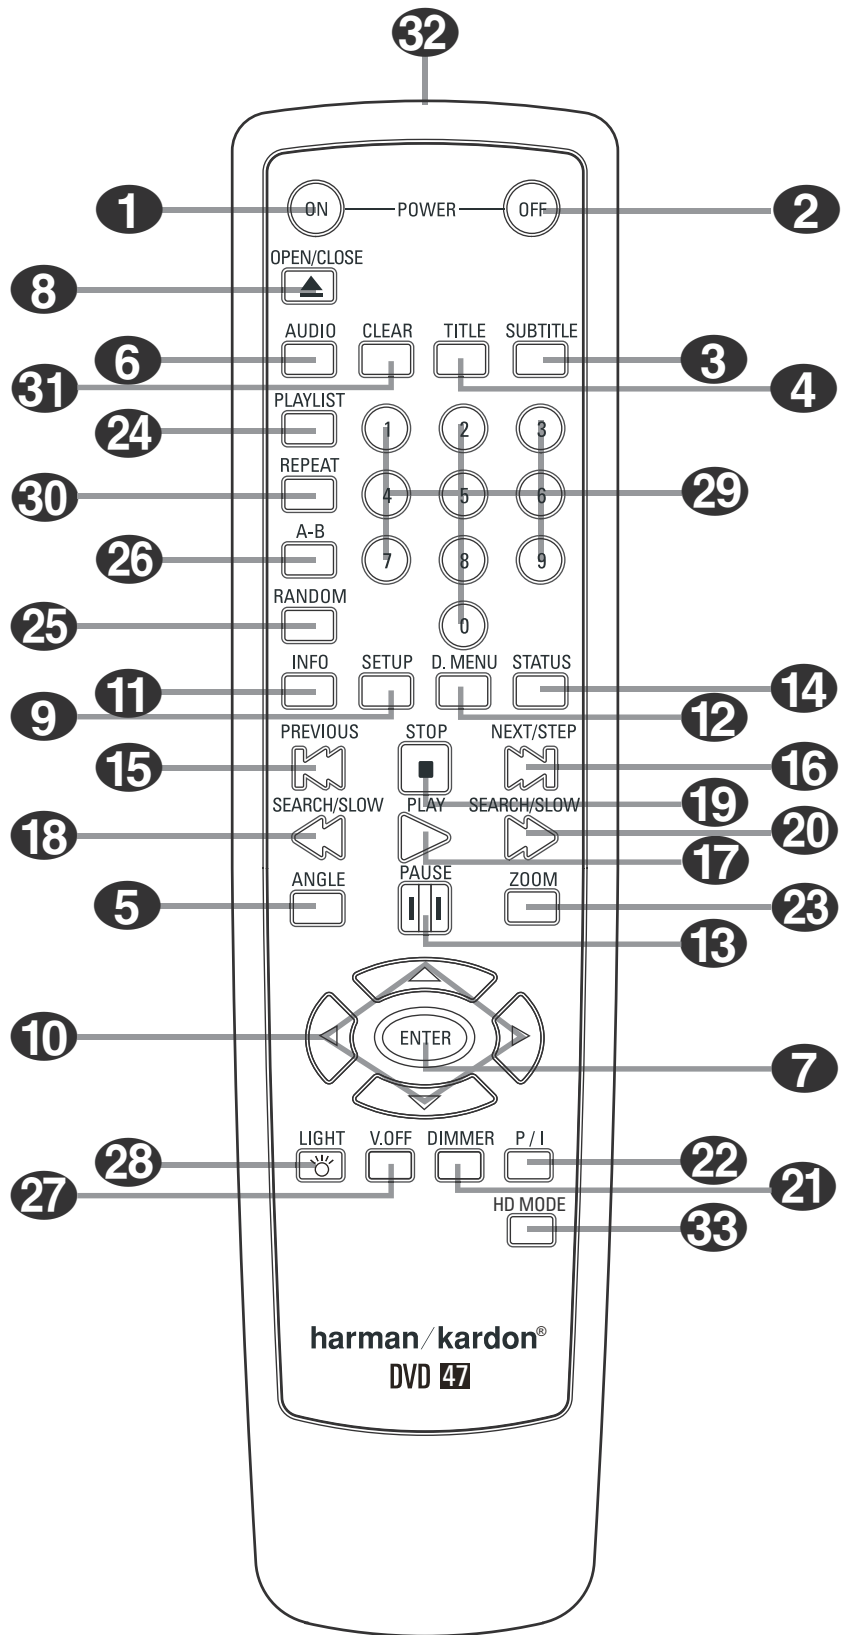 32
1 ON POWER OFF 2
OPEN/CLOSE
8
AUDIO CLEAR TITLE SUBTITLE
6 3
31 4
PLAYLIST
24 1 2 3
REPEAT
30 4 5 6 29
A-B
26 7 8 9
RANDOM
25 0
INFO SETUP D. MENU STATUS
11 14
9 12
PREVIOUS STOP NEXT/STEP
15 16
19
SEARCH/SLOW PLAY SEARCH/SLOW
18 20
17
ANGLE PAUSE ZOOM
5 23
13
10 ENTER
7
LIGHT V.OFF DIMMER P / I
28 22
27 21
HD MODE
33
harman/kardon®
DVD 47